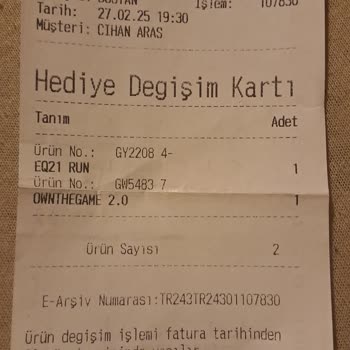 İşlem: 107830
Tarih: 27.02.25 19:30
Müşteri: CIHAN ARAS
Hediye Degişim Kartı
Tanım Adet
Ürün No.: GY2208 4-
EQ21 RUN 1
Ürün No.: GW5483 7
OWNTHEGAME 2.0 1
Ürün Sayısı 2
E-Arşiv Numarası:TR243TR24301107830
Ürün degişim işlemi fatura tarihinden